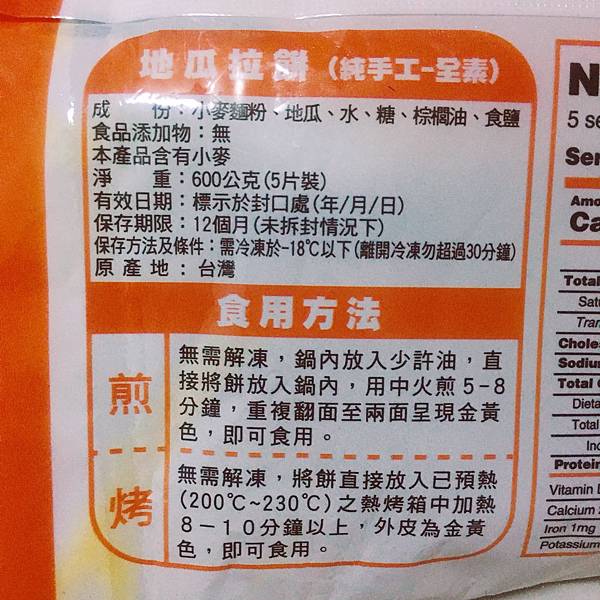 地瓜拉餅(純手工-全素)
成　份：小麥麵粉、地瓜、水、糖、棕櫚油、食鹽
食品添加物：無
本產品含有小麥
淨　重：600公克(5片裝)
有效日期：標示於封口處(年/月/日)
保存期限：12個月(未拆封情況下)
保存方法及條件：需冷凍於-18℃以下(離開冷凍勿超過30分鐘)
原產地：台灣
食用方法
煎
無需解凍，鍋內放入少許油，直
接將餅放入鍋內，用中火煎5-8
分鐘，重複翻面至兩面呈現金黃
色，即可食用。
烤
無需解凍，將餅直接放入已預熱
(200℃~230℃)之熱烤箱中加熱
8－10分鐘以上，外皮為金黃
色，即可食用。
N
5 se
Ser
Amo
Ca
Total
Satu
Tran
Chole
Sodiu
Total C
Dieta
Total
Inc
Protein
Vitamin D
Calcium
Iron 1mg
Potassium